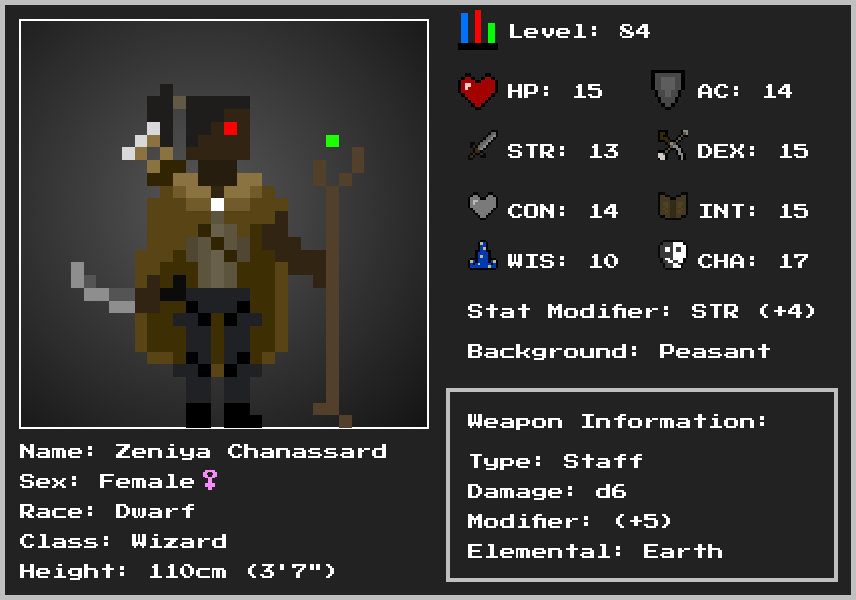 Level: 84
HP: 15 AC: 14
STR: 13 DEX: 15
CON: 14 INT: 15
WIS: 10 CHA: 17
Stat Modifier: STR (+4)
Background: Peasant
Weapon Information:
Type: Staff
Damage: d6
Modifier: (+5)
Elemental: Earth
Name: Zeniya Chanassard
Sex: Female♀
Race: Dwarf
Class: Wizard
Height: 110cm (3'7")